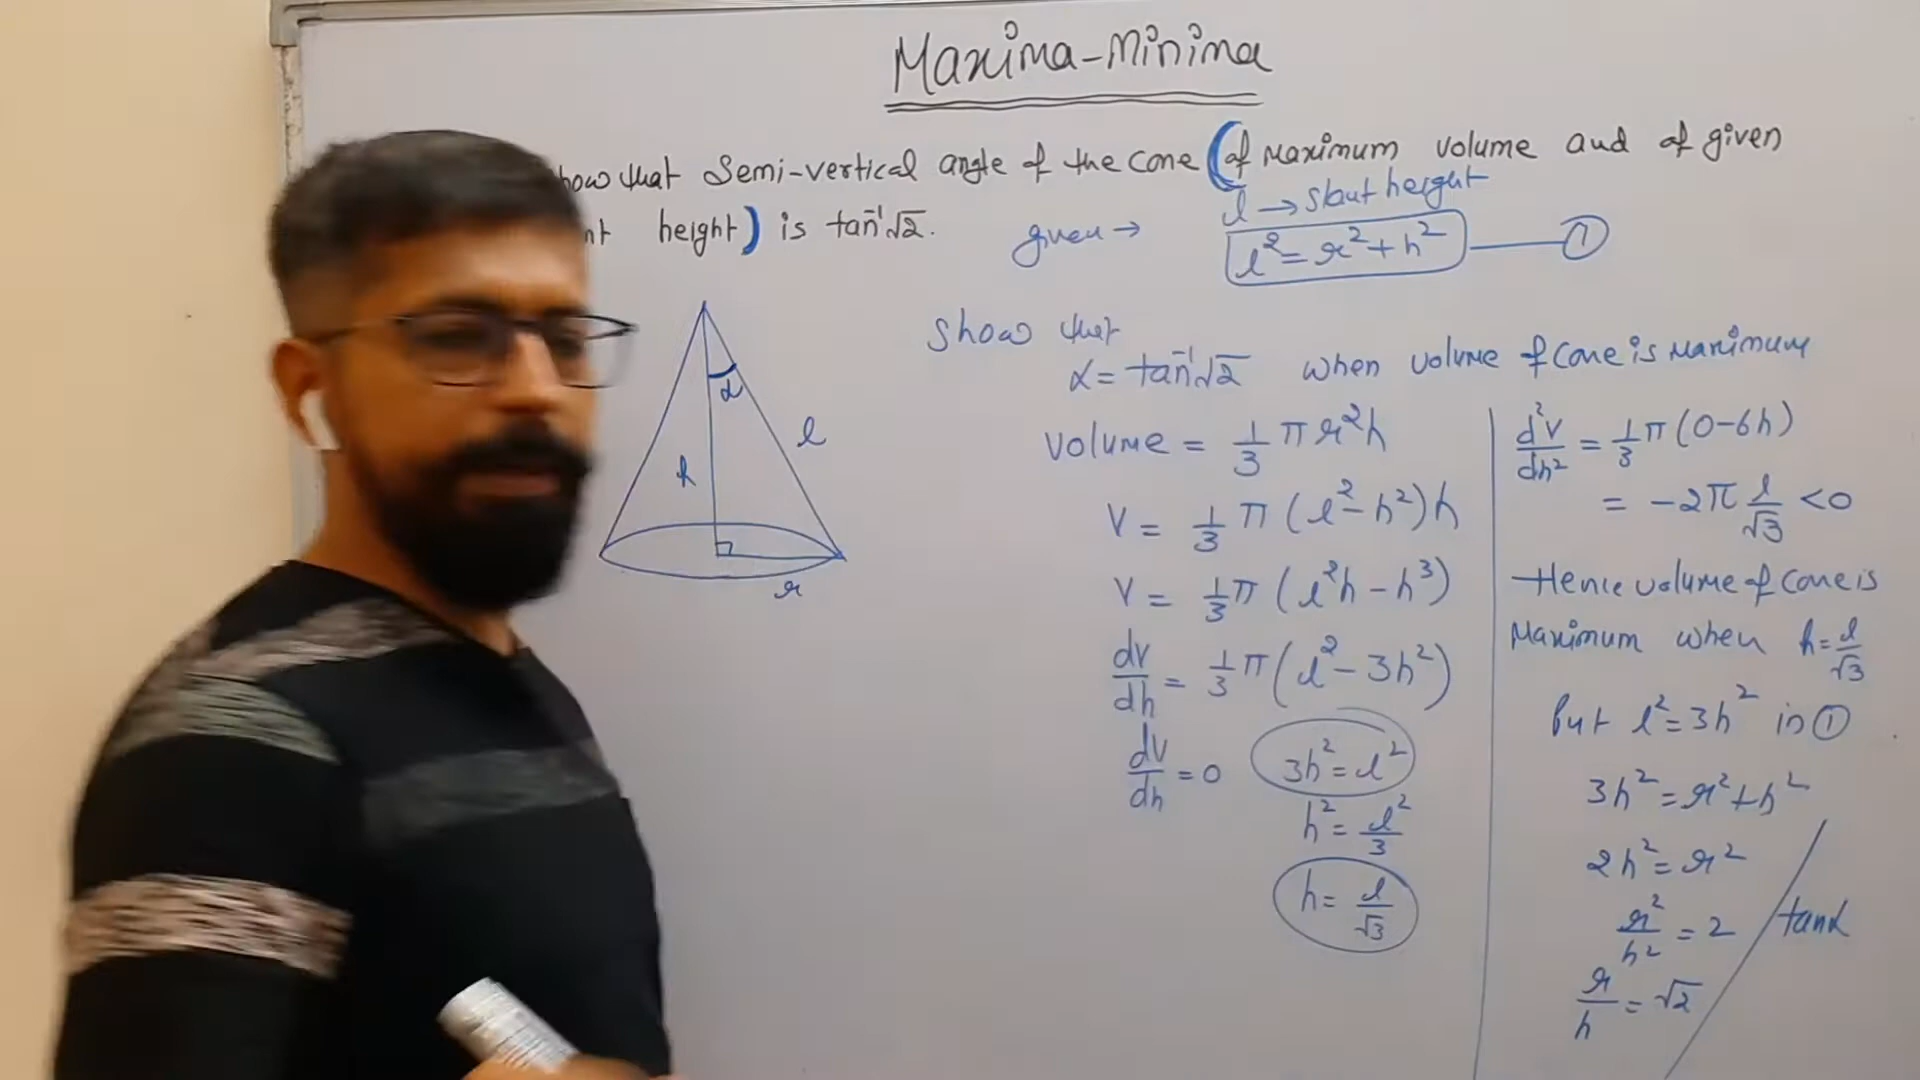 Maxima-Minima
how that Semi-vertical angle of the cone (of Maximum volume and of given
nt height) is tan⁻¹√2.
given → l → slant height
l² = r² + h² ——— ①
α
l
h
r
Show that
α = tan⁻¹√2 when volume of cone is Maximum
Volume = 1/3 π r²h
V = 1/3 π (l² - h²)h
V = 1/3 π (l²h - h³)
dv/dh = 1/3 π (l² - 3h²)
dv/dh = 0
3h² = l²
h² = l²/3
h = l/√3
d²v/dh² = 1/3 π (0 - 6h)
= -2π l/√3 < 0
Hence volume of cone is
Maximum when h = l/√3
Put l² = 3h² in ①
3h² = r² + h²
2h² = r²
r²/h² = 2
r/h = √2
tanα